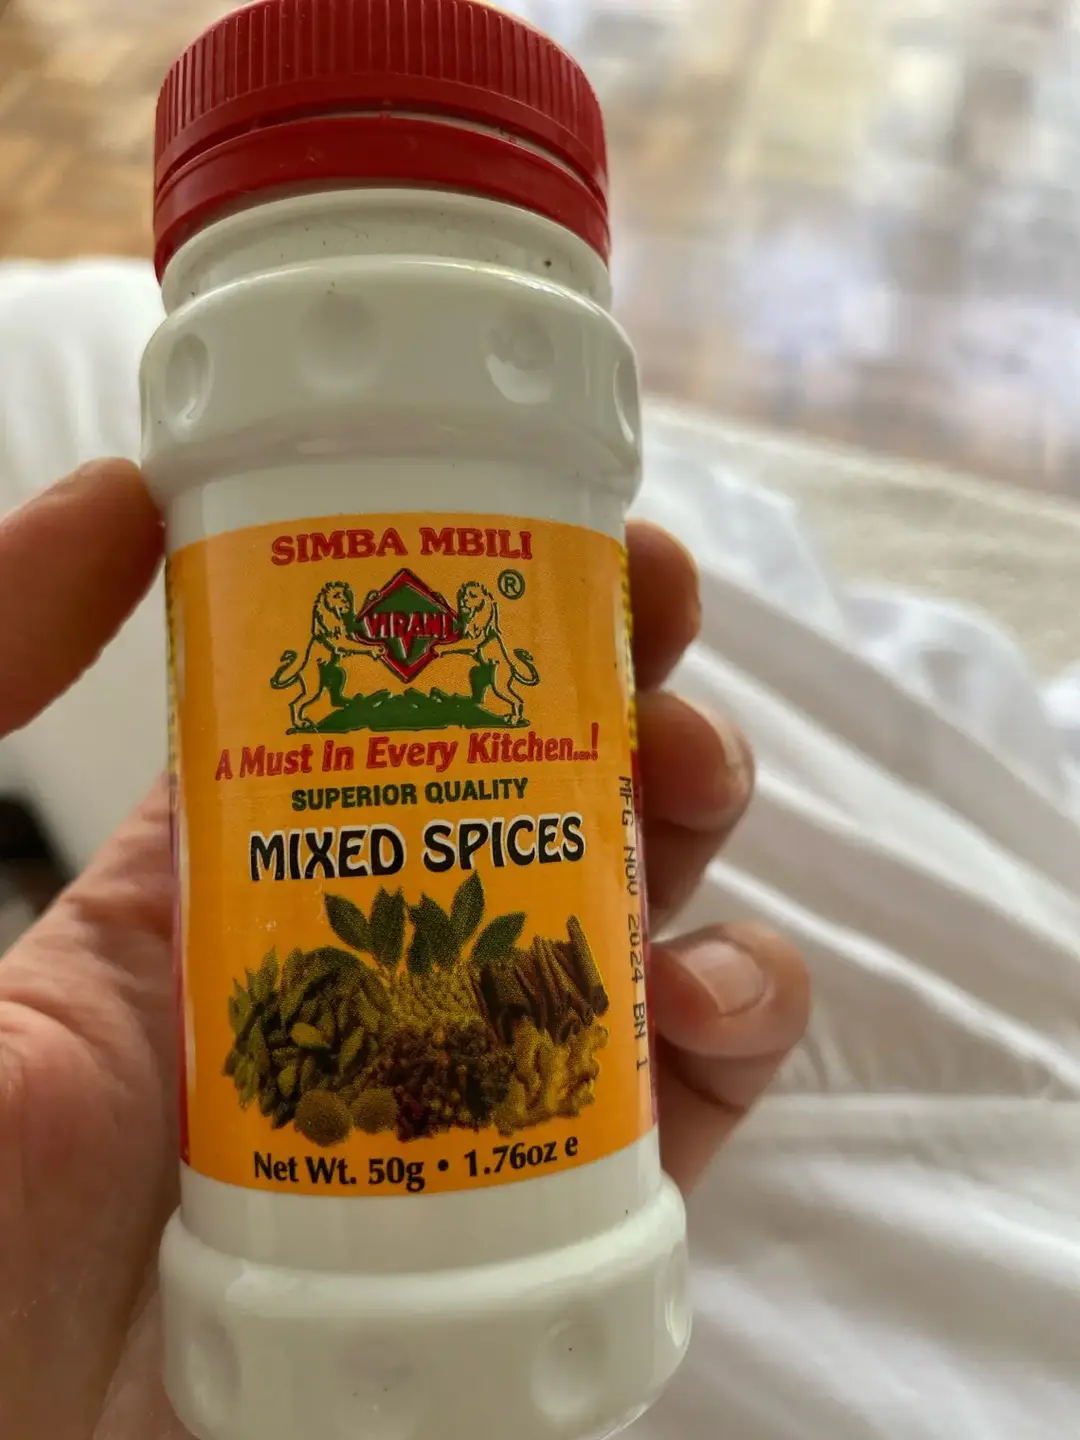 SIMBA MBILI
®
VIRANI
A Must in Every Kitchen...!
SUPERIOR QUALITY
MIXED SPICES
Net Wt. 50g • 1.76oz e
MFG NOV 2024 BN 1